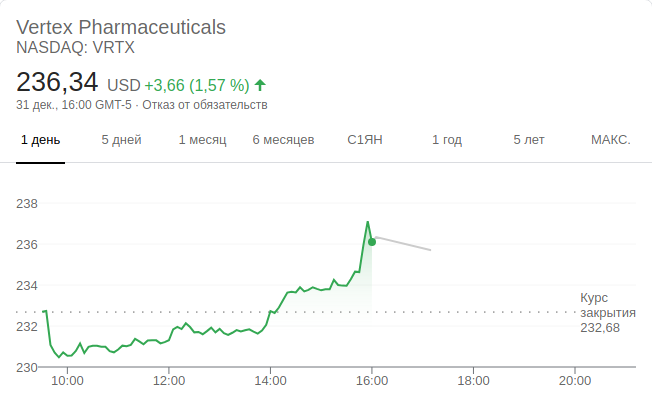 Vertex Pharmaceuticals
NASDAQ: VRTX
236,34 USD +3,66 (1,57 %)
31 дек., 16:00 GMT-5 · Отказ от обязательств
1 день 5 дней 1 месяц 6 месяцев С1ЯН 1 год 5 лет МАКС.
238
236
234
Курс
закрытия
232,68
232
230
10:00 12:00 14:00 16:00 18:00 20:00